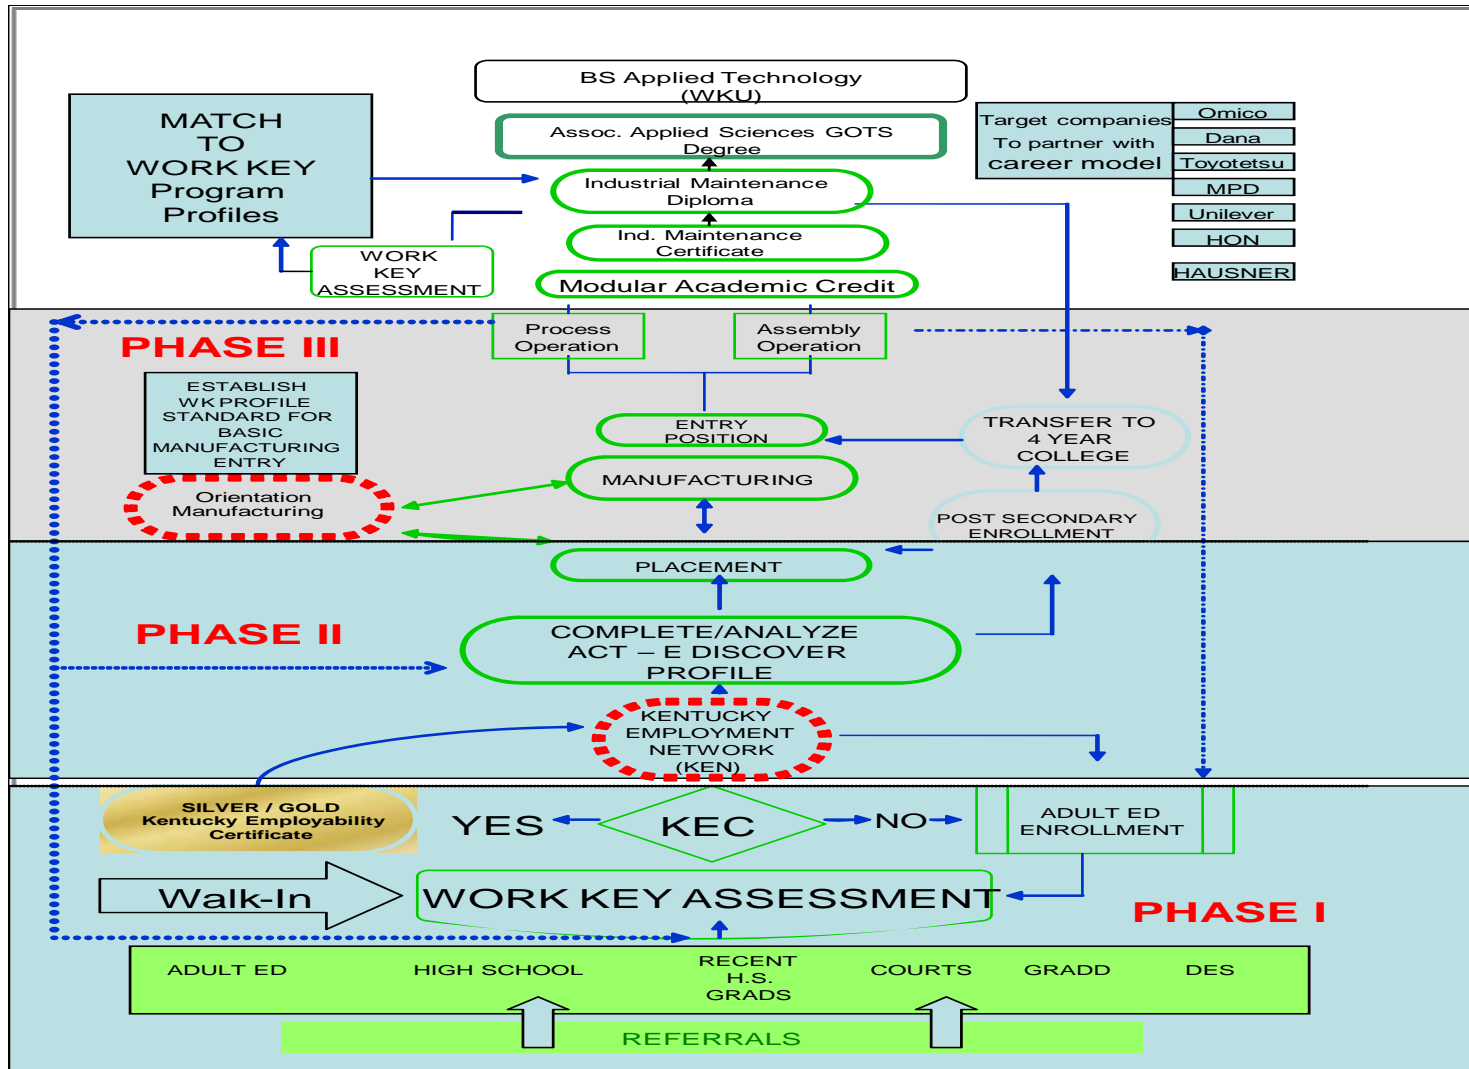 BS Applied Technology
(WKU)
MATCH
TO
WORK KEY
Program
Profiles
Assoc. Applied Sciences GOTS
Degree
Target companies
To partner with
career model
Omico
Dana
Toyotetsu
MPD
Unilever
HON
HAUSNER
Industrial Maintenance
Diploma
Ind. Maintenance
Certificate
WORK
KEY
ASSESSMENT
Modular Academic Credit
PHASE III
Process
Operation
Assembly
Operation
ESTABLISH
WK PROFILE
STANDARD FOR
BASIC
MANUFACTURING
ENTRY
ENTRY
POSITION
TRANSFER TO
4 YEAR
COLLEGE
MANUFACTURING
Orientation
Manufacturing
POST SECONDARY
ENROLLMENT
PLACEMENT
PHASE II
COMPLETE/ANALYZE
ACT – E DISCOVER
PROFILE
KENTUCKY
EMPLOYMENT
NETWORK
(KEN)
SILVER / GOLD
Kentucky Employability
Certificate
YES
KEC
NO
ADULT ED
ENROLLMENT
Walk-In
WORK KEY ASSESSMENT
PHASE I
ADULT ED
HIGH SCHOOL
RECENT
H.S.
GRADS
COURTS
GRADD
DES
REFERRALS